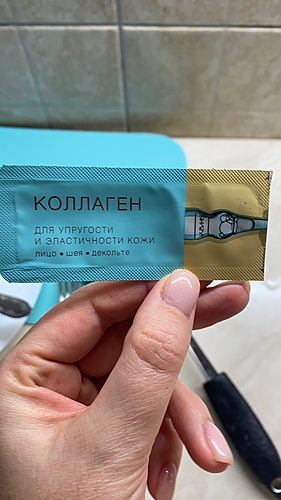 КОЛЛАГЕН
ДЛЯ УПРУГОСТИ
И ЭЛАСТИЧНОСТИ КОЖИ
лицо • шея • декольте